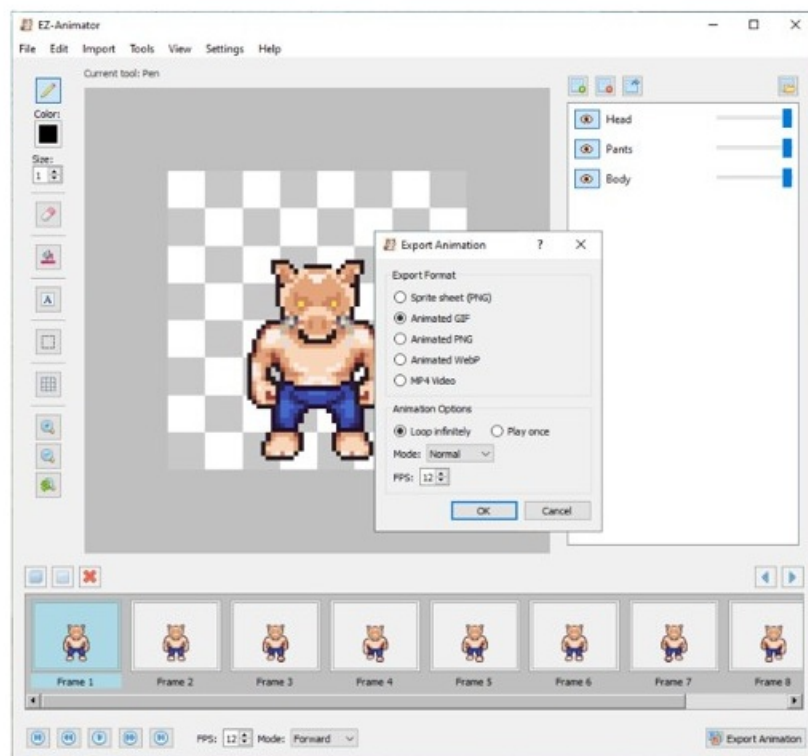 EZ-Animator
File Edit Import Tools View Settings Help
Current tool: Pen
Color:
Size:
1
A
Head
Pants
Body
Export Animation ?
Export Format
Sprite sheet (PNG)
Animated GIF
Animated PNG
Animated WebP
MP4 Video
Animation Options
Loop infinitely Play once
Mode: Normal
FPS: 12
OK Cancel
Frame 1 Frame 2 Frame 3 Frame 4 Frame 5 Frame 6 Frame 7 Frame 8
FPS: 12 Mode: Forward Export Animation